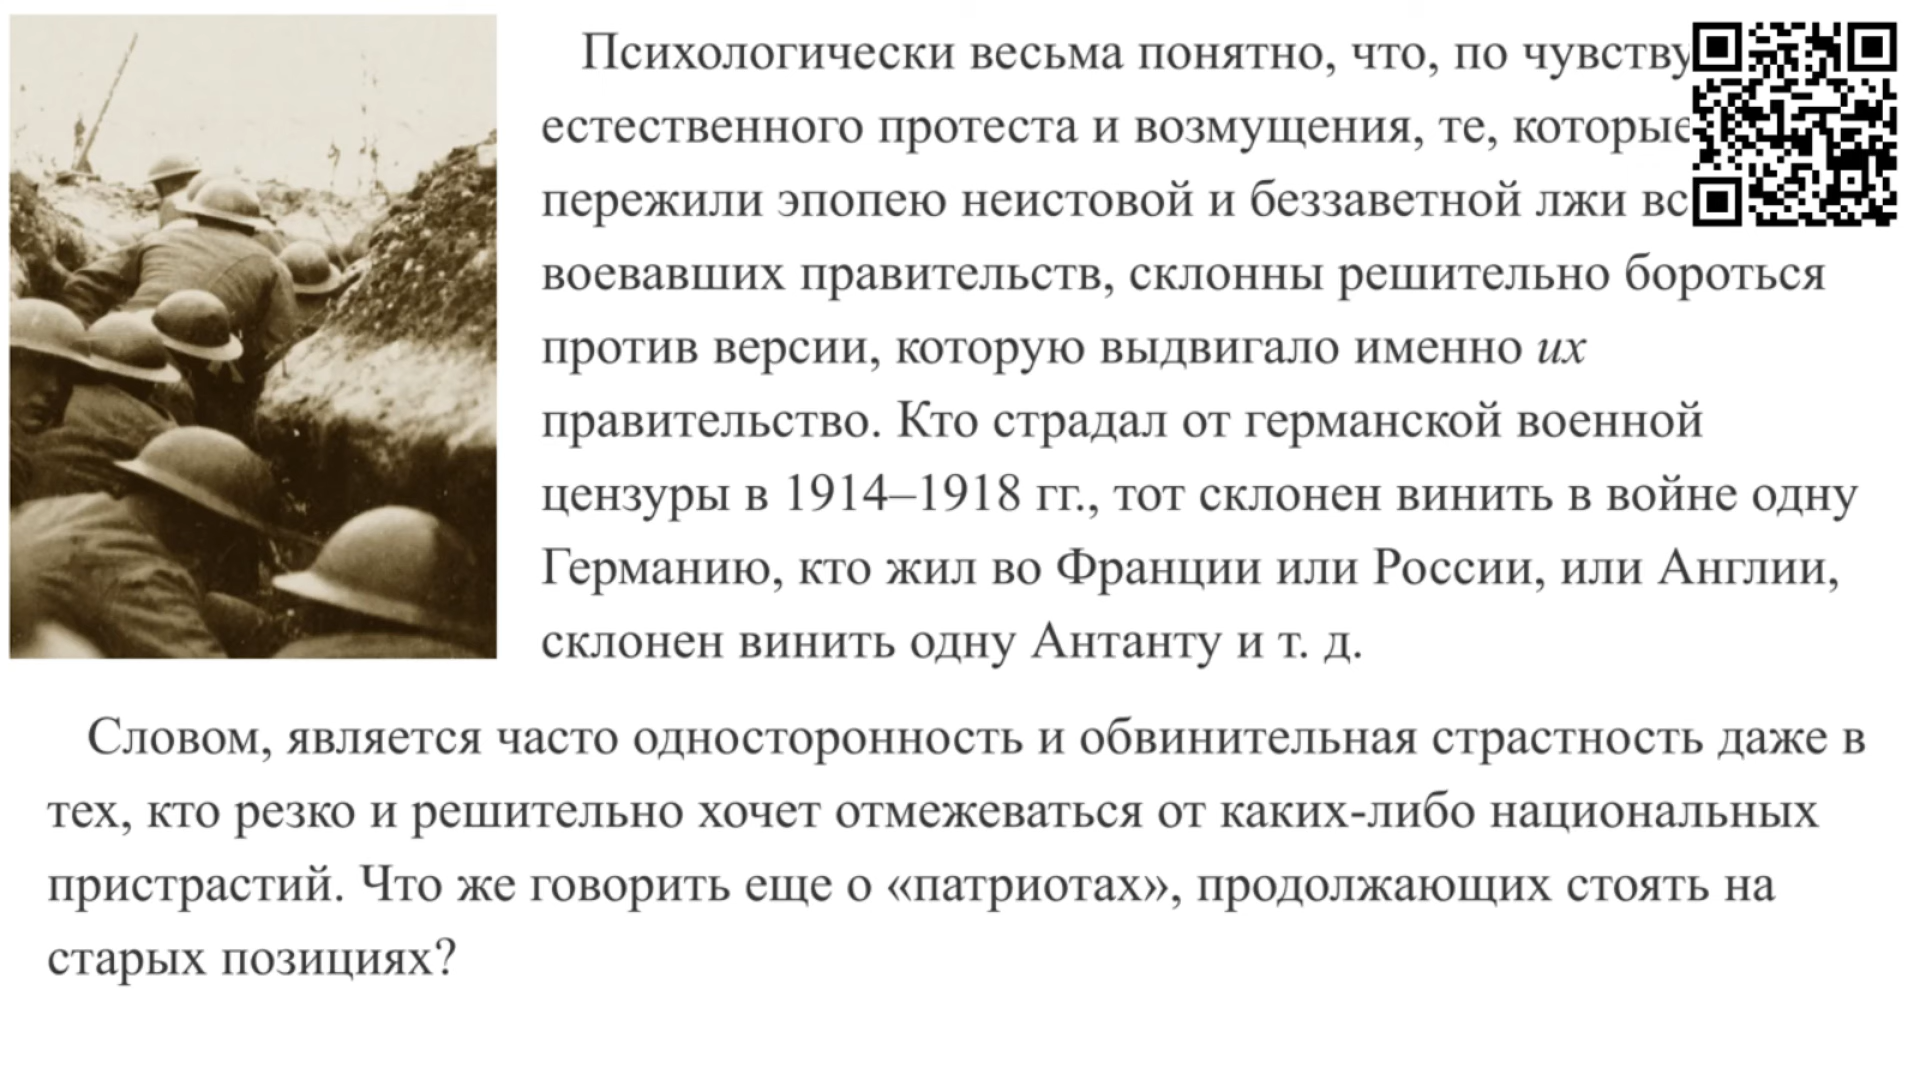 Психологически весьма понятно, что, по чувству
естественного протеста и возмущения, те, которые
пережили эпопею неистовой и беззаветной лжи
воевавших правительств, склонны решительно бороться
против версии, которую выдвигало именно их
правительство. Кто страдал от германской военной
цензуры в 1914–1918 гг., тот склонен винить в войне одну
Германию, кто жил во Франции или России, или Англии,
склонен винить одну Антанту и т. д.
Словом, является часто односторонность и обвинительная страстность даже в
тех, кто резко и решительно хочет отмежеваться от каких-либо национальных
пристрастий. Что же говорить еще о «патриотах», продолжающих стоять на
старых позициях?